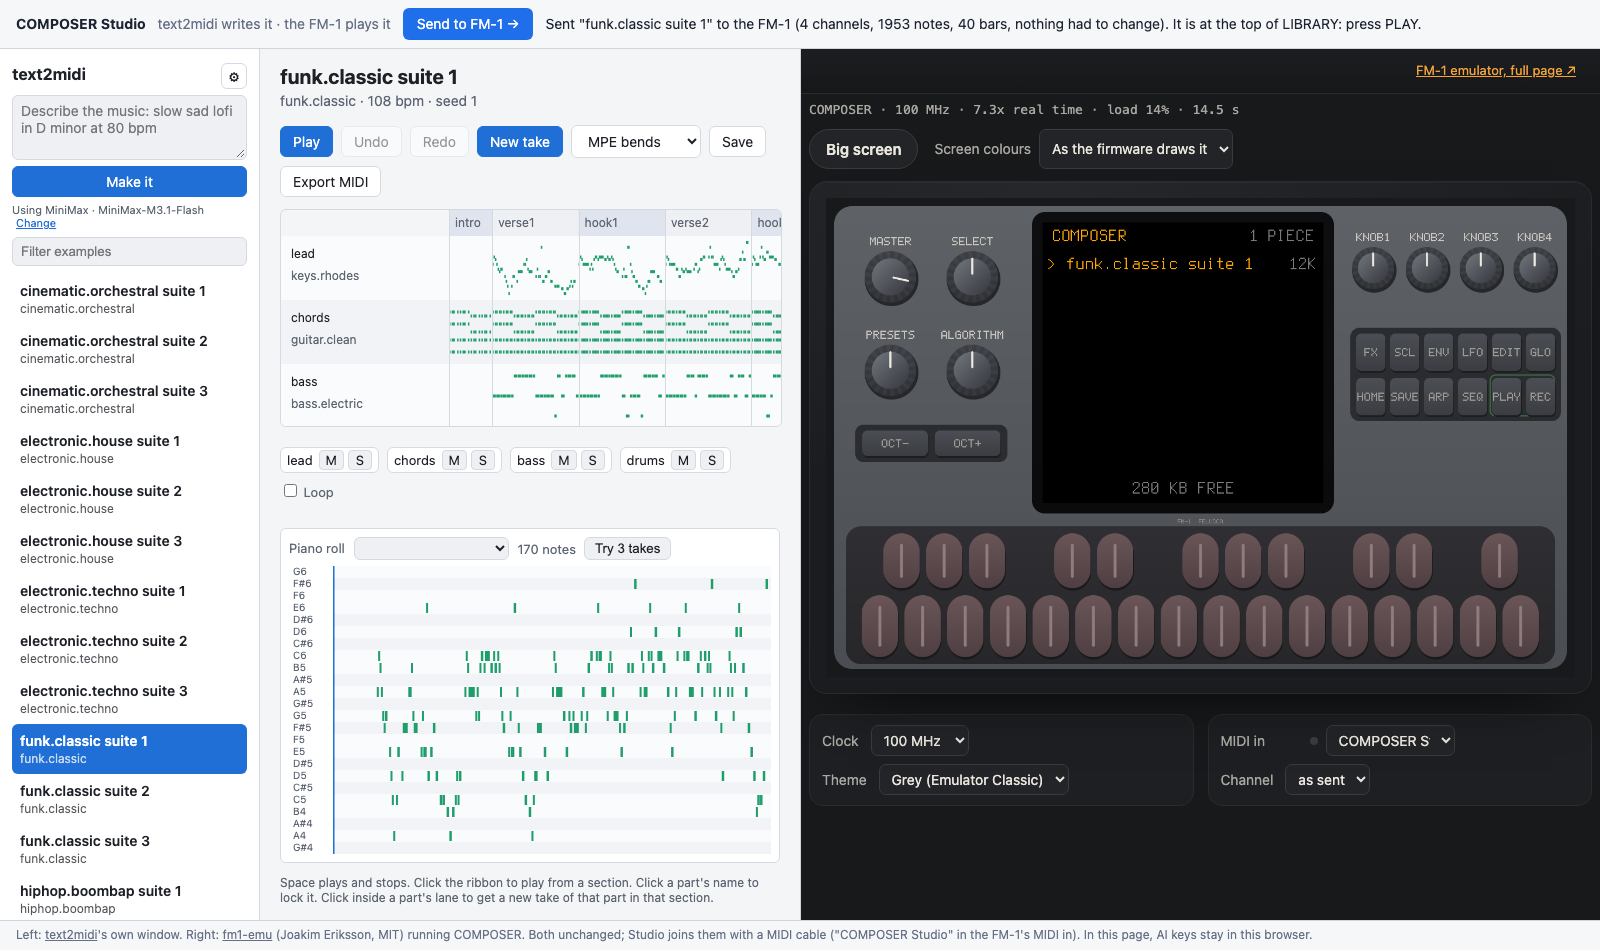 COMPOSER Studio text2midi writes it · the FM-1 plays it Send to FM-1 → Sent "funk.classic suite 1" to the FM-1 (4 channels, 1953 notes, 40 bars, nothing had to change). It is at the top of LIBRARY: press PLAY.
text2midi
Describe the music: slow sad lofi
in D minor at 80 bpm
Make it
Using MiniMax · MiniMax-M3.1-Flash
Change
Filter examples
cinematic.orchestral suite 1
cinematic.orchestral
cinematic.orchestral suite 2
cinematic.orchestral
cinematic.orchestral suite 3
cinematic.orchestral
electronic.house suite 1
electronic.house
electronic.house suite 2
electronic.house
electronic.house suite 3
electronic.house
electronic.techno suite 1
electronic.techno
electronic.techno suite 2
electronic.techno
electronic.techno suite 3
electronic.techno
funk.classic suite 1
funk.classic
funk.classic suite 2
funk.classic
funk.classic suite 3
funk.classic
hiphop.boombap suite 1
hiphop.boombap
funk.classic suite 1
funk.classic · 108 bpm · seed 1
Play Undo Redo New take MPE bends Save
Export MIDI
intro verse1 hook1 verse2 hool
lead
keys.rhodes
chords
guitar.clean
bass
bass.electric
lead M S chords M S bass M S drums M S
Loop
Piano roll 170 notes Try 3 takes
G6
F#6
F6
E6
D#6
D6
C#6
C6
B5
A#5
A5
G#5
G5
F#5
F5
E5
D#5
D5
C#5
C5
B4
A#4
A4
G#4
Space plays and stops. Click the ribbon to play from a section. Click a part's name to
lock it. Click inside a part's lane to get a new take of that part in that section.
FM-1 emulator, full page ↗
COMPOSER · 100 MHz · 7.3x real time · load 14% · 14.5 s
Big screen Screen colours As the firmware draws it
MASTER SELECT
PRESETS ALGORITHM
OCT- OCT+
COMPOSER 1 PIECE
> funk.classic suite 1 12K
280 KB FREE
KNOB1 KNOB2 KNOB3 KNOB4
FX SCL ENV LFO EDIT GLO
HOME SAVE ARP SEQ PLAY REC
Clock 100 MHz
Theme Grey (Emulator Classic)
MIDI in COMPOSER S
Channel as sent
Left: text2midi's own window. Right: fm1-emu (Joakim Eriksson, MIT) running COMPOSER. Both unchanged; Studio joins them with a MIDI cable ("COMPOSER Studio" in the FM-1's MIDI in). In this page, AI keys stay in this browser.